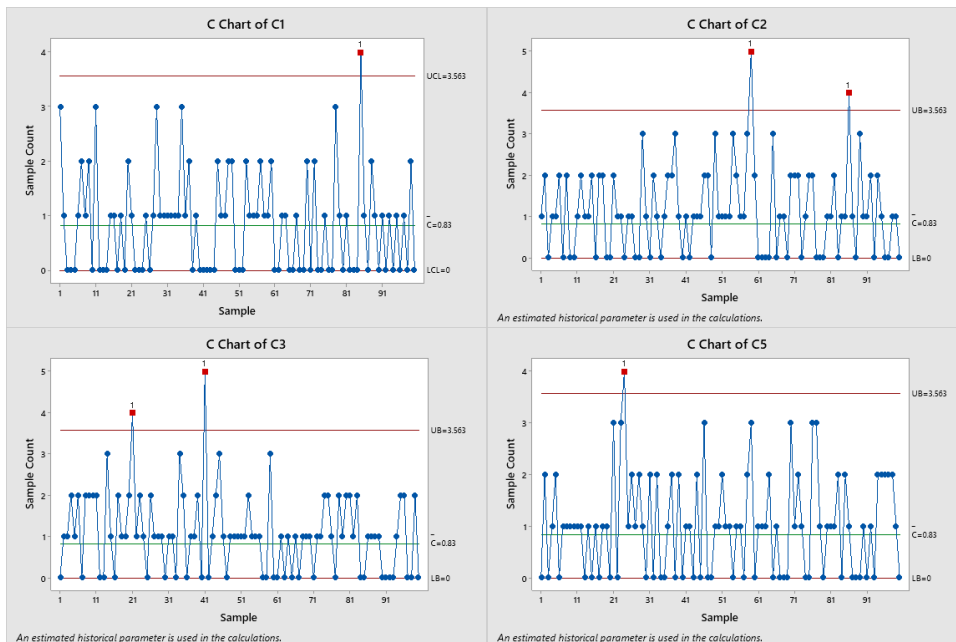 C Chart of C1
4
3
2
1
0
Sample Count
1
UCL=3.563
C̅=0.83
LCL=0
1 11 21 31 41 51 61 71 81 91
Sample
C Chart of C2
5
4
3
2
1
0
Sample Count
1
1
UB=3.563
C̅=0.83
LB=0
1 11 21 31 41 51 61 71 81 91
Sample
An estimated historical parameter is used in the calculations.
C Chart of C3
5
4
3
2
1
0
Sample Count
1
1
UB=3.563
C̅=0.83
LB=0
1 11 21 31 41 51 61 71 81 91
Sample
An estimated historical parameter is used in the calculations.
C Chart of C5
4
3
2
1
0
Sample Count
1
UB=3.563
C̅=0.83
LB=0
1 11 21 31 41 51 61 71 81 91
Sample
An estimated historical parameter is used in the calculations.